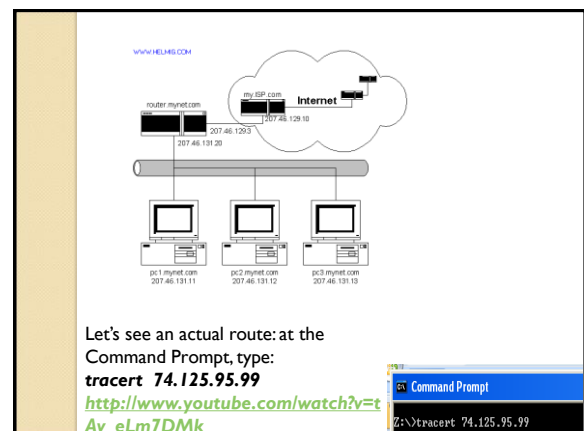 WWW.HELMIG.COM
my.ISP.com
Internet
router.mynet.com
207.46.129.10
207.46.129.3
207.46.131.20
pc1.mynet.com
207.46.131.11
pc2.mynet.com
207.46.131.12
pc3.mynet.com
207.46.131.13
Let's see an actual route: at the
Command Prompt, type:
tracert 74.125.95.99
http://www.youtube.com/watch?v=t
Av_eLm7DMk
Command Prompt
Z:\>tracert 74.125.95.99